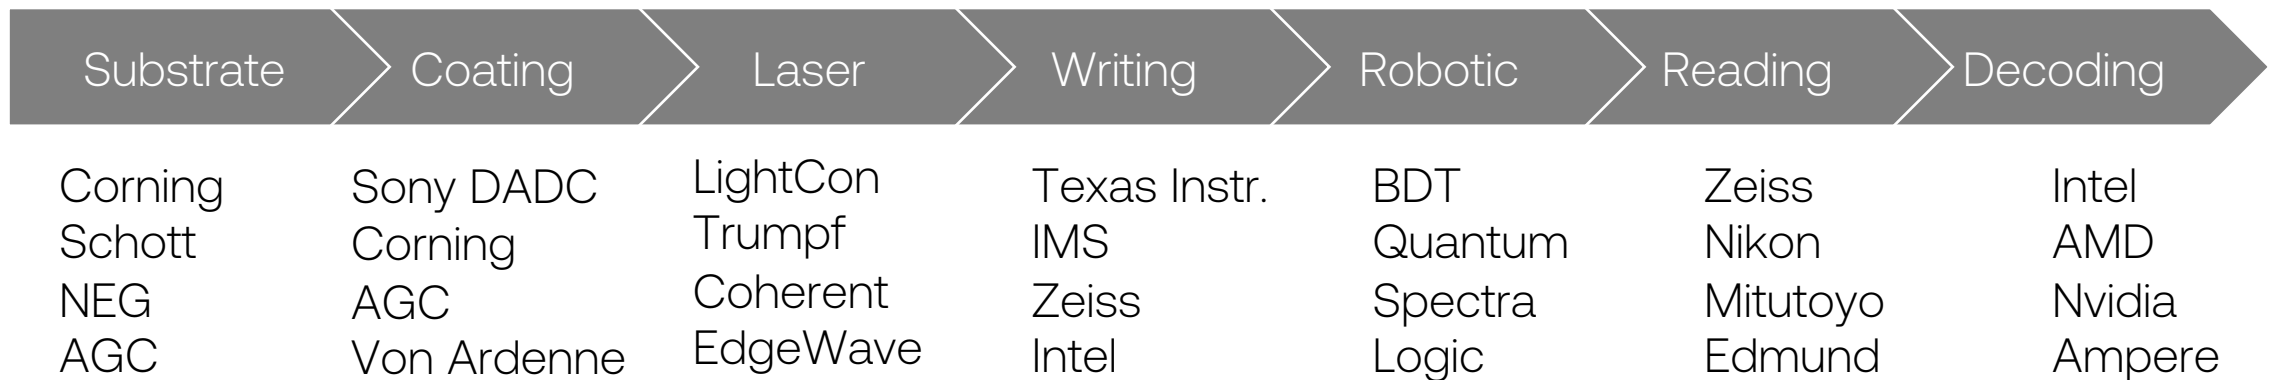 Substrate
Coating
Laser
Writing
Robotic
Reading
Decoding
Corning
Schott
NEG
AGC
Sony DADC
Corning
AGC
Von Ardenne
LightCon
Trumpf
Coherent
EdgeWave
Texas Instr.
IMS
Zeiss
Intel
BDT
Quantum
Spectra
Logic
Zeiss
Nikon
Mitutoyo
Edmund
Intel
AMD
Nvidia
Ampere